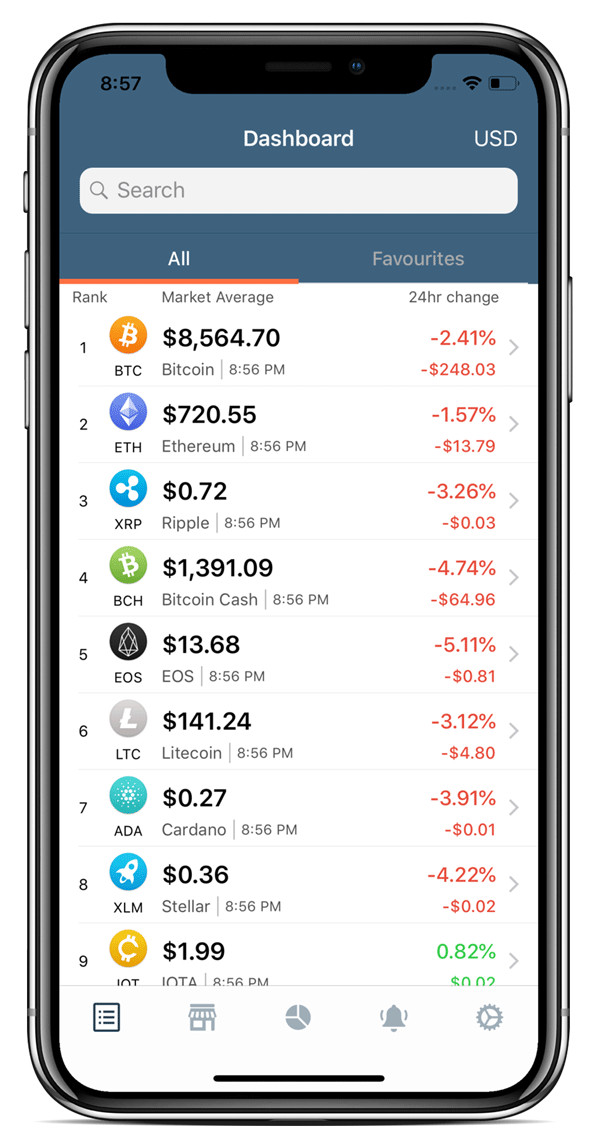 8:57
Dashboard USD
Search
All Favourites
Rank Market Average 24hr change
1 $8,564.70 -2.41%
BTC Bitcoin 8:56 PM -$248.03
2 $720.55 -1.57%
ETH Ethereum 8:56 PM -$13.79
3 $0.72 -3.26%
XRP Ripple 8:56 PM -$0.03
4 $1,391.09 -4.74%
BCH Bitcoin Cash 8:56 PM -$64.96
5 $13.68 -5.11%
EOS EOS 8:56 PM -$0.81
6 $141.24 -3.12%
LTC Litecoin 8:56 PM -$4.80
7 $0.27 -3.91%
ADA Cardano 8:56 PM -$0.01
8 $0.36 -4.22%
XLM Stellar 8:56 PM -$0.02
9 $1.99 0.82%
IOT IOTA 8:56 PM $0.02